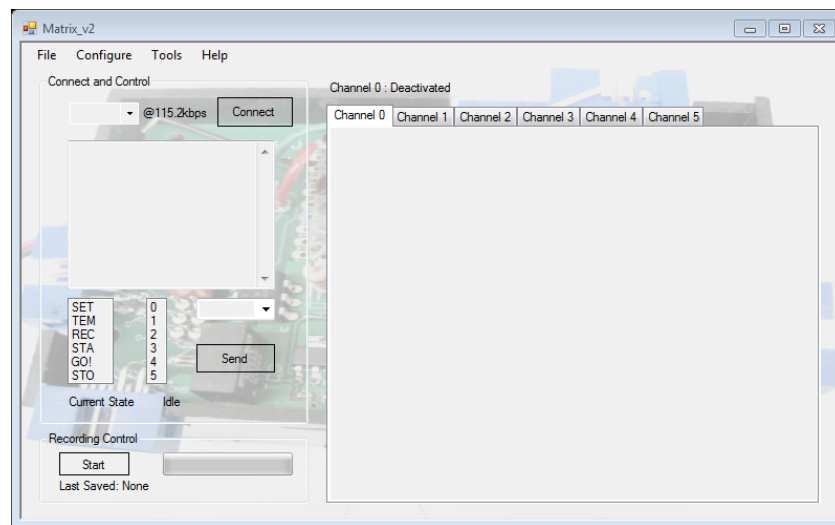 Matrix_v2
File Configure Tools Help
Connect and Control
@115.2kbps Connect
SET 0
TEM 1
REC 2
STA 3
GO! 4
STO 5
Send
Current State Idle
Recording Control
Start
Last Saved: None
Channel 0 : Deactivated
Channel 0 Channel 1 Channel 2 Channel 3 Channel 4 Channel 5